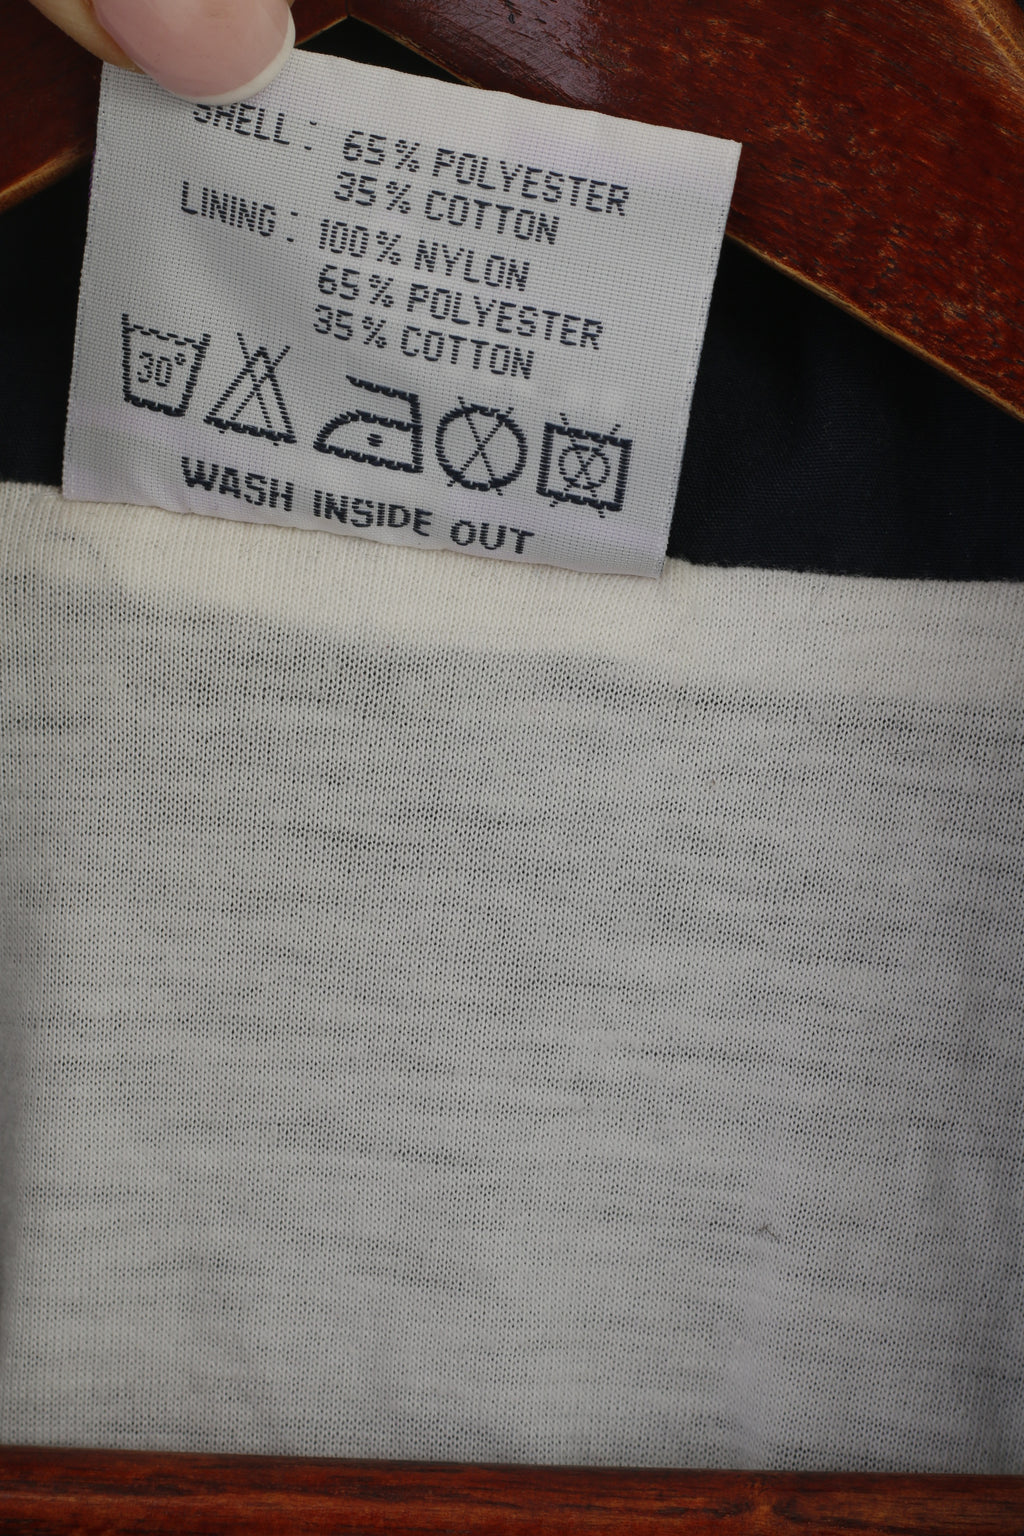 SHELL : 65% POLYESTER
35% COTTON
LINING : 100% NYLON
65% POLYESTER
35% COTTON
30°
WASH INSIDE OUT